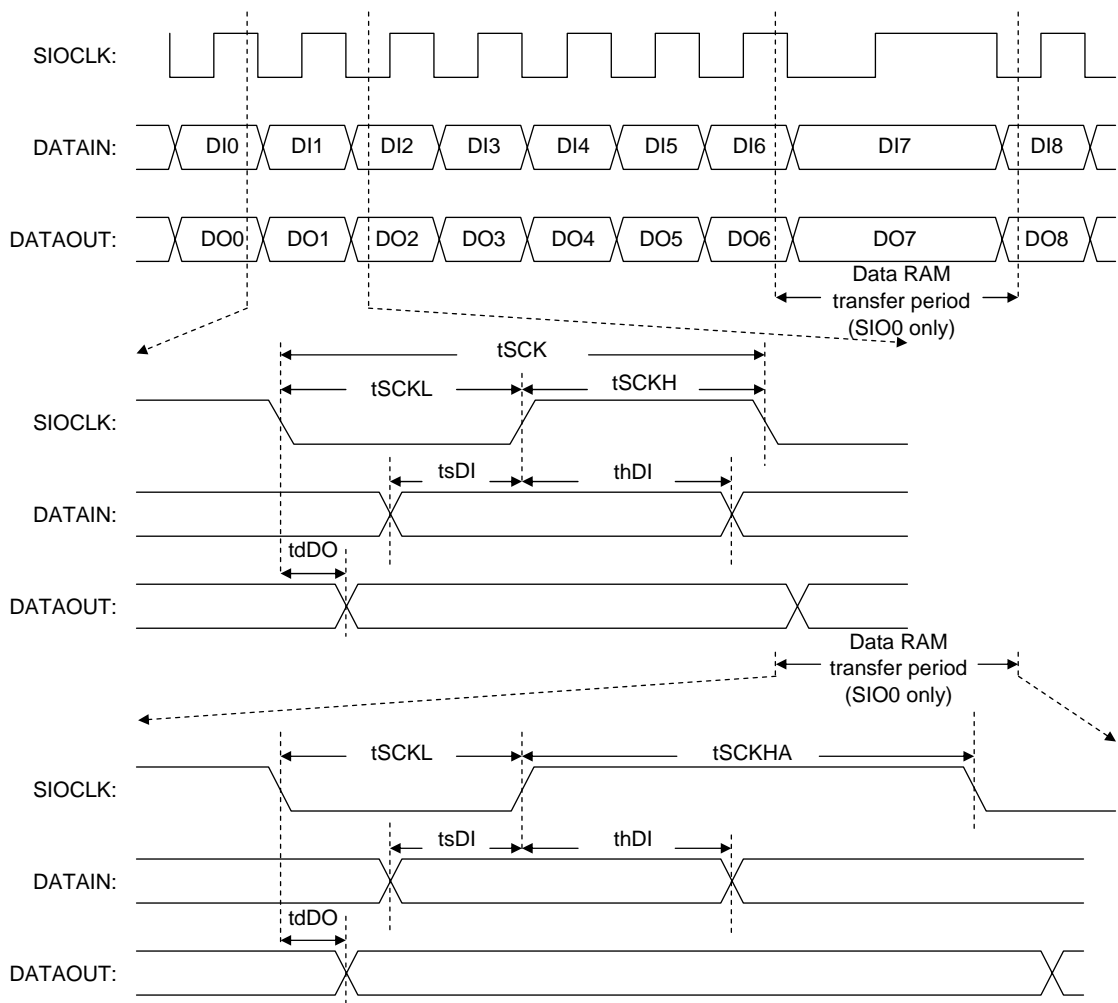 SIOCLK:
DATAIN: DI0 DI1 DI2 DI3 DI4 DI5 DI6 DI7 DI8
DATAOUT: DO0 DO1 DO2 DO3 DO4 DO5 DO6 DO7 DO8
Data RAM
transfer period
(SIO0 only)
tSCK
tSCKL tSCKH
SIOCLK:
tsDI thDI
DATAIN:
tdDO
DATAOUT:
Data RAM
transfer period
(SIO0 only)
tSCKL tSCKHA
SIOCLK:
tsDI thDI
DATAIN:
tdDO
DATAOUT: